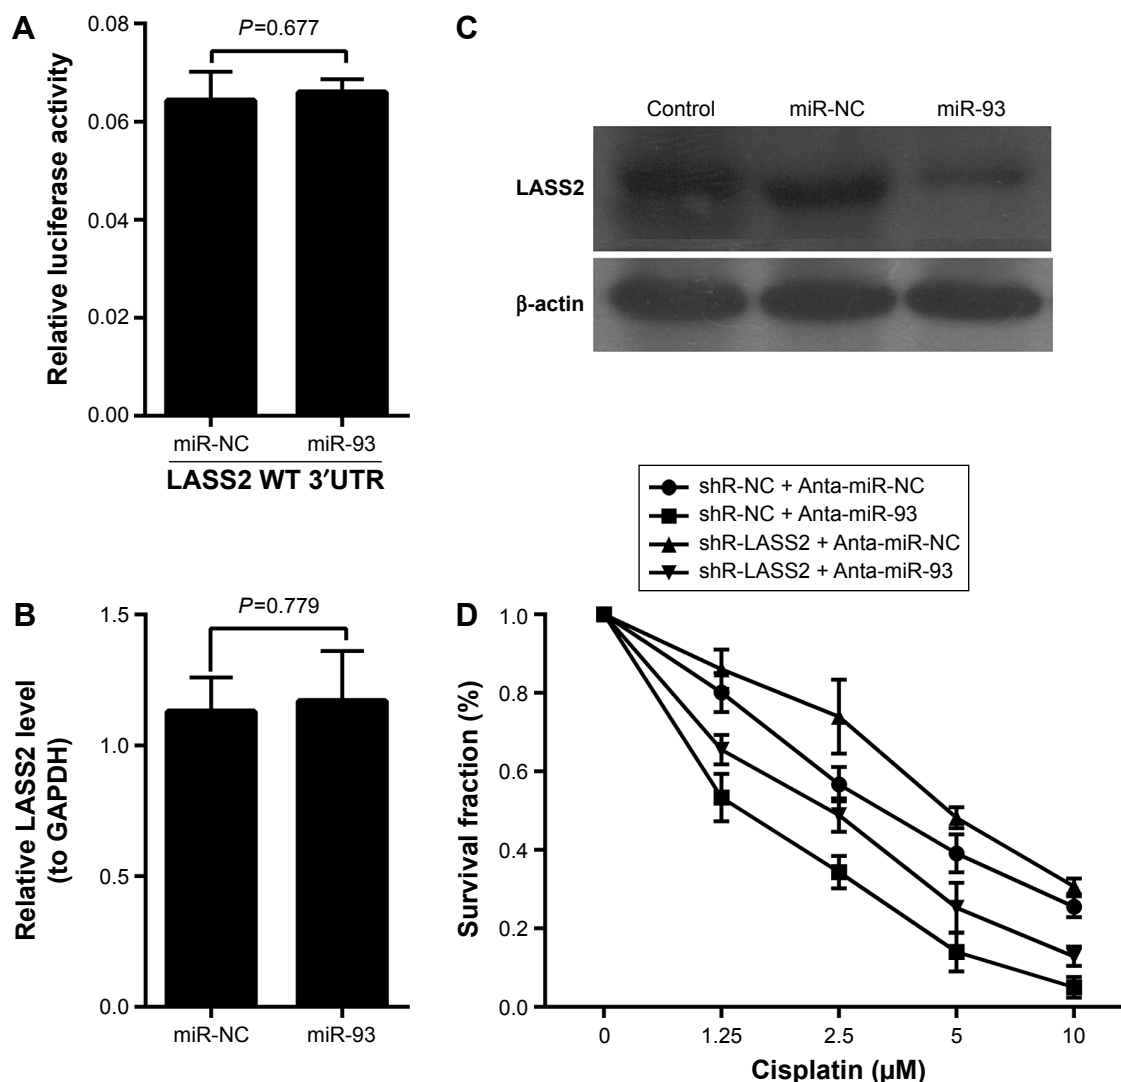 A
P=0.677
Relative luciferase activity
0.08
0.06
0.04
0.02
0.00
miR-NC miR-93
LASS2 WT 3′UTR
C
Control miR-NC miR-93
LASS2
β-actin
B
P=0.779
Relative LASS2 level
(to GAPDH)
1.5
1.0
0.5
0.0
miR-NC miR-93
shR-NC + Anta-miR-NC
shR-NC + Anta-miR-93
shR-LASS2 + Anta-miR-NC
shR-LASS2 + Anta-miR-93
D
Survival fraction (%)
1.0
0.8
0.6
0.4
0.2
0.0
0 1.25 2.5 5 10
Cisplatin (µM)